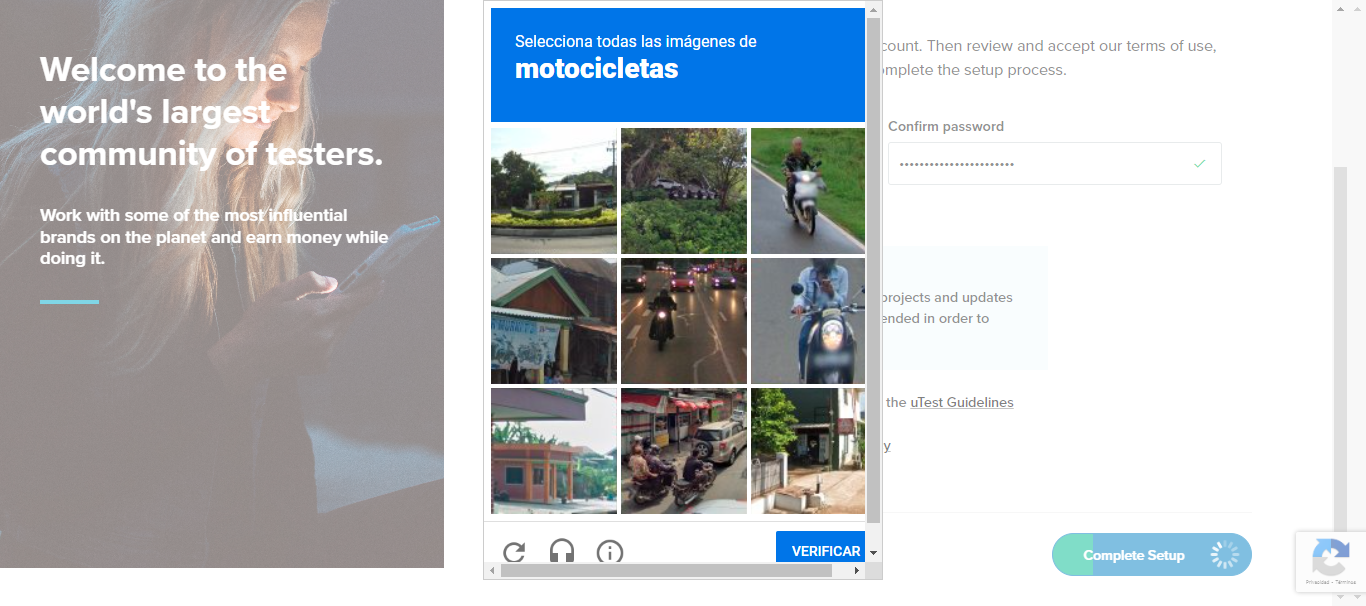 Welcome to the
world's largest
community of testers.
Work with some of the most influential
brands on the planet and earn money while
doing it.
Selecciona todas las imágenes de
motocicletas
VERIFICAR
count. Then review and accept our terms of use,
omplete the setup process.
Confirm password
•••••••••••••••••••••••
projects and updates
ended in order to
the uTest Guidelines
y
Complete Setup
Privacidad - Términos